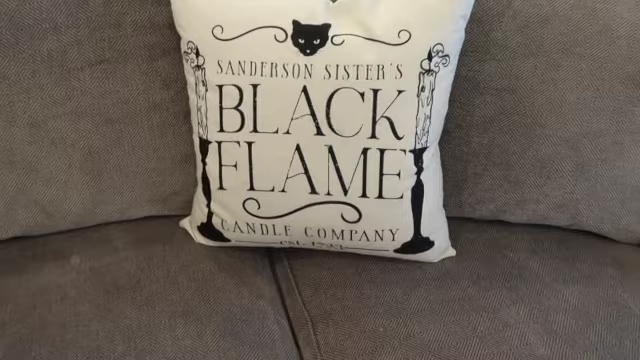 SANDERSON SISTER'S
BLACK
FLAME
CANDLE COMPANY